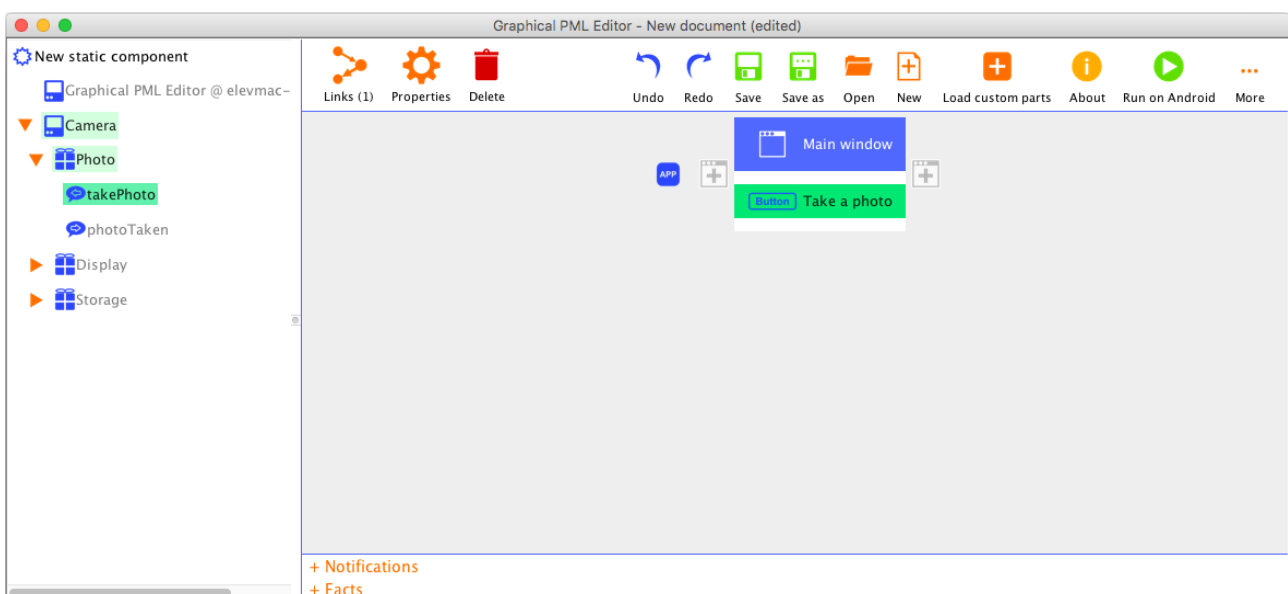 Graphical PML Editor - New document (edited)
New static component
Graphical PML Editor @ elevmac-
Camera
Photo
takePhoto
photoTaken
Display
Storage
Links (1) Properties Delete Undo Redo Save Save as Open New Load custom parts About Run on Android More
Main window
APP
Button Take a photo
+ Notifications
+ Facts